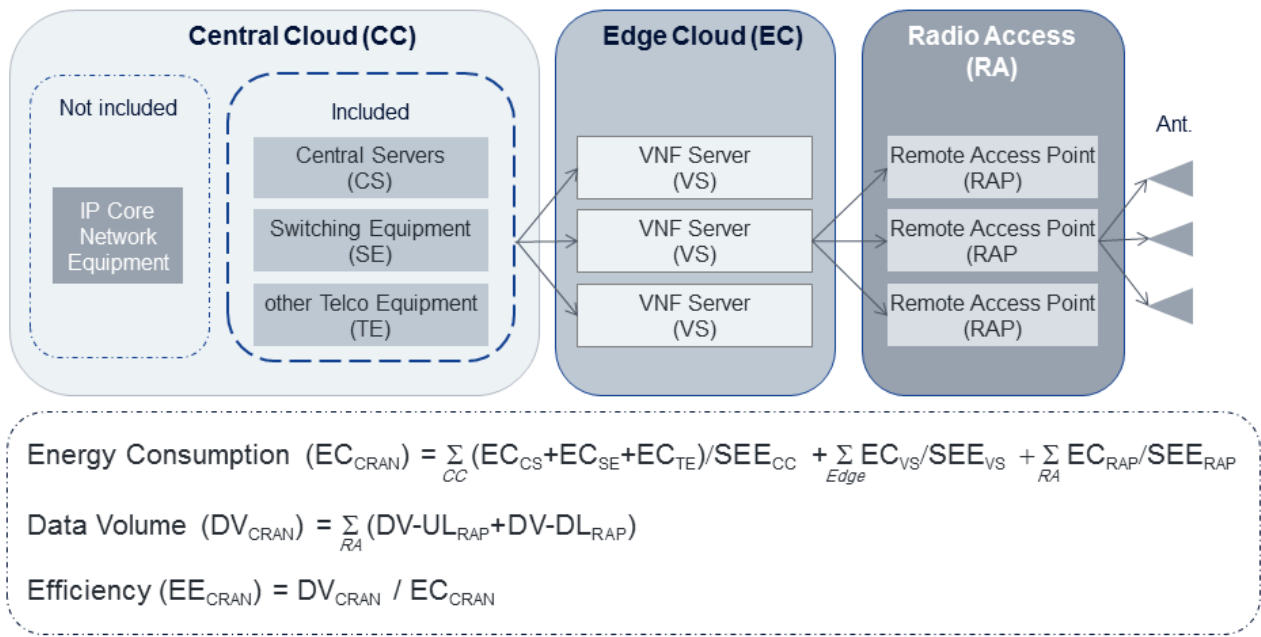 Central Cloud (CC)
Not included
IP Core
Network
Equipment
Included
Central Servers
(CS)
Switching Equipment
(SE)
other Telco Equipment
(TE)
Edge Cloud (EC)
VNF Server
(VS)
VNF Server
(VS)
VNF Server
(VS)
Radio Access
(RA)
Remote Access Point
(RAP)
Remote Access Point
(RAP
Remote Access Point
(RAP)
Ant.
Energy Consumption (EC_CRAN) = Σ_CC (EC_CS+EC_SE+EC_TE)/SEE_CC + Σ_Edge EC_VS/SEE_VS + Σ_RA EC_RAP/SEE_RAP
Data Volume (DV_CRAN) = Σ_RA (DV-UL_RAP+DV-DL_RAP)
Efficiency (EE_CRAN) = DV_CRAN / EC_CRAN